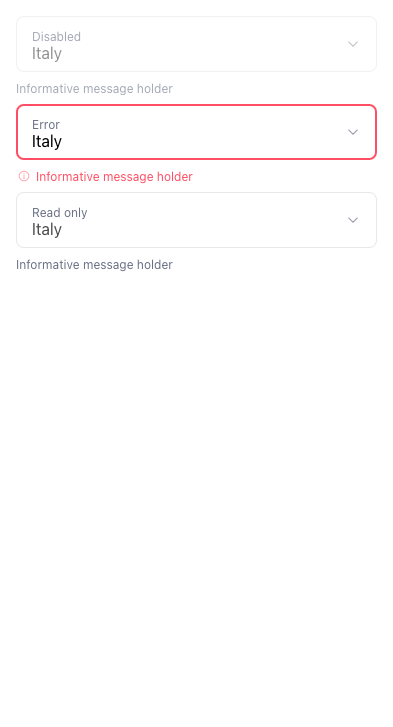 Disabled
Italy
Informative message holder
Error
Italy
Informative message holder
Read only
Italy
Informative message holder